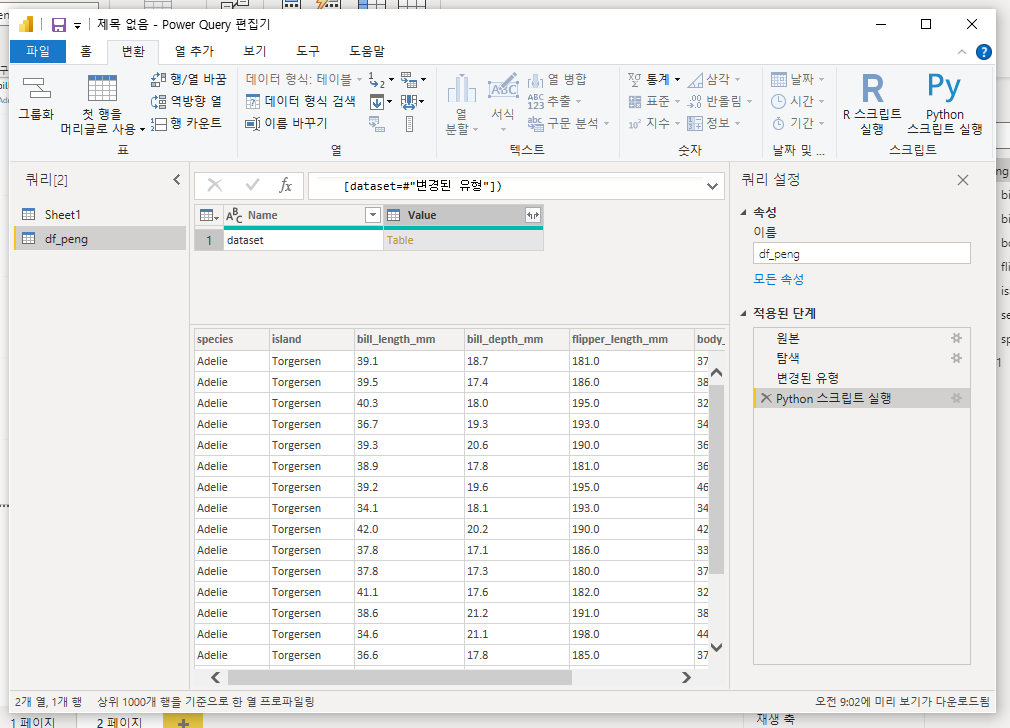 제목 없음 - Power Query 편집기
파일 홈 변환 열 추가 보기 도구 도움말
그룹화
첫 행을
머리글로 사용
행/열 바꿈
역방향 열
행 카운트
표
데이터 형식: 테이블
데이터 형식 검색
이름 바꾸기
열
열
분할
서식
열 병합
추출
구문 분석
텍스트
통계
표준
지수
삼각
반올림
정보
숫자
날짜
시간
기간
날짜 및 ...
R 스크립트
실행
Python
스크립트 실행
스크립트
쿼리[2]
Sheet1
df_peng
[dataset=#"변경된 유형"])
Name Value
1 dataset Table
species island bill_length_mm bill_depth_mm flipper_length_mm body_
Adelie Torgersen 39.1 18.7 181.0 37
Adelie Torgersen 39.5 17.4 186.0 38
Adelie Torgersen 40.3 18.0 195.0 32
Adelie Torgersen 36.7 19.3 193.0 34
Adelie Torgersen 39.3 20.6 190.0 36
Adelie Torgersen 38.9 17.8 181.0 36
Adelie Torgersen 39.2 19.6 195.0 46
Adelie Torgersen 34.1 18.1 193.0 34
Adelie Torgersen 42.0 20.2 190.0 42
Adelie Torgersen 37.8 17.1 186.0 33
Adelie Torgersen 37.8 17.3 180.0 37
Adelie Torgersen 41.1 17.6 182.0 32
Adelie Torgersen 38.6 21.2 191.0 38
Adelie Torgersen 34.6 21.1 198.0 44
Adelie Torgersen 36.6 17.8 185.0 37
쿼리 설정
속성
이름
df_peng
모든 속성
적용된 단계
원본
탐색
변경된 유형
Python 스크립트 실행
2개 열, 1개 행 상위 1000개 행을 기준으로 한 열 프로파일링
오전 9:02에 미리 보기가 다운로드됨
1 페이지 2 페이지
재생 축